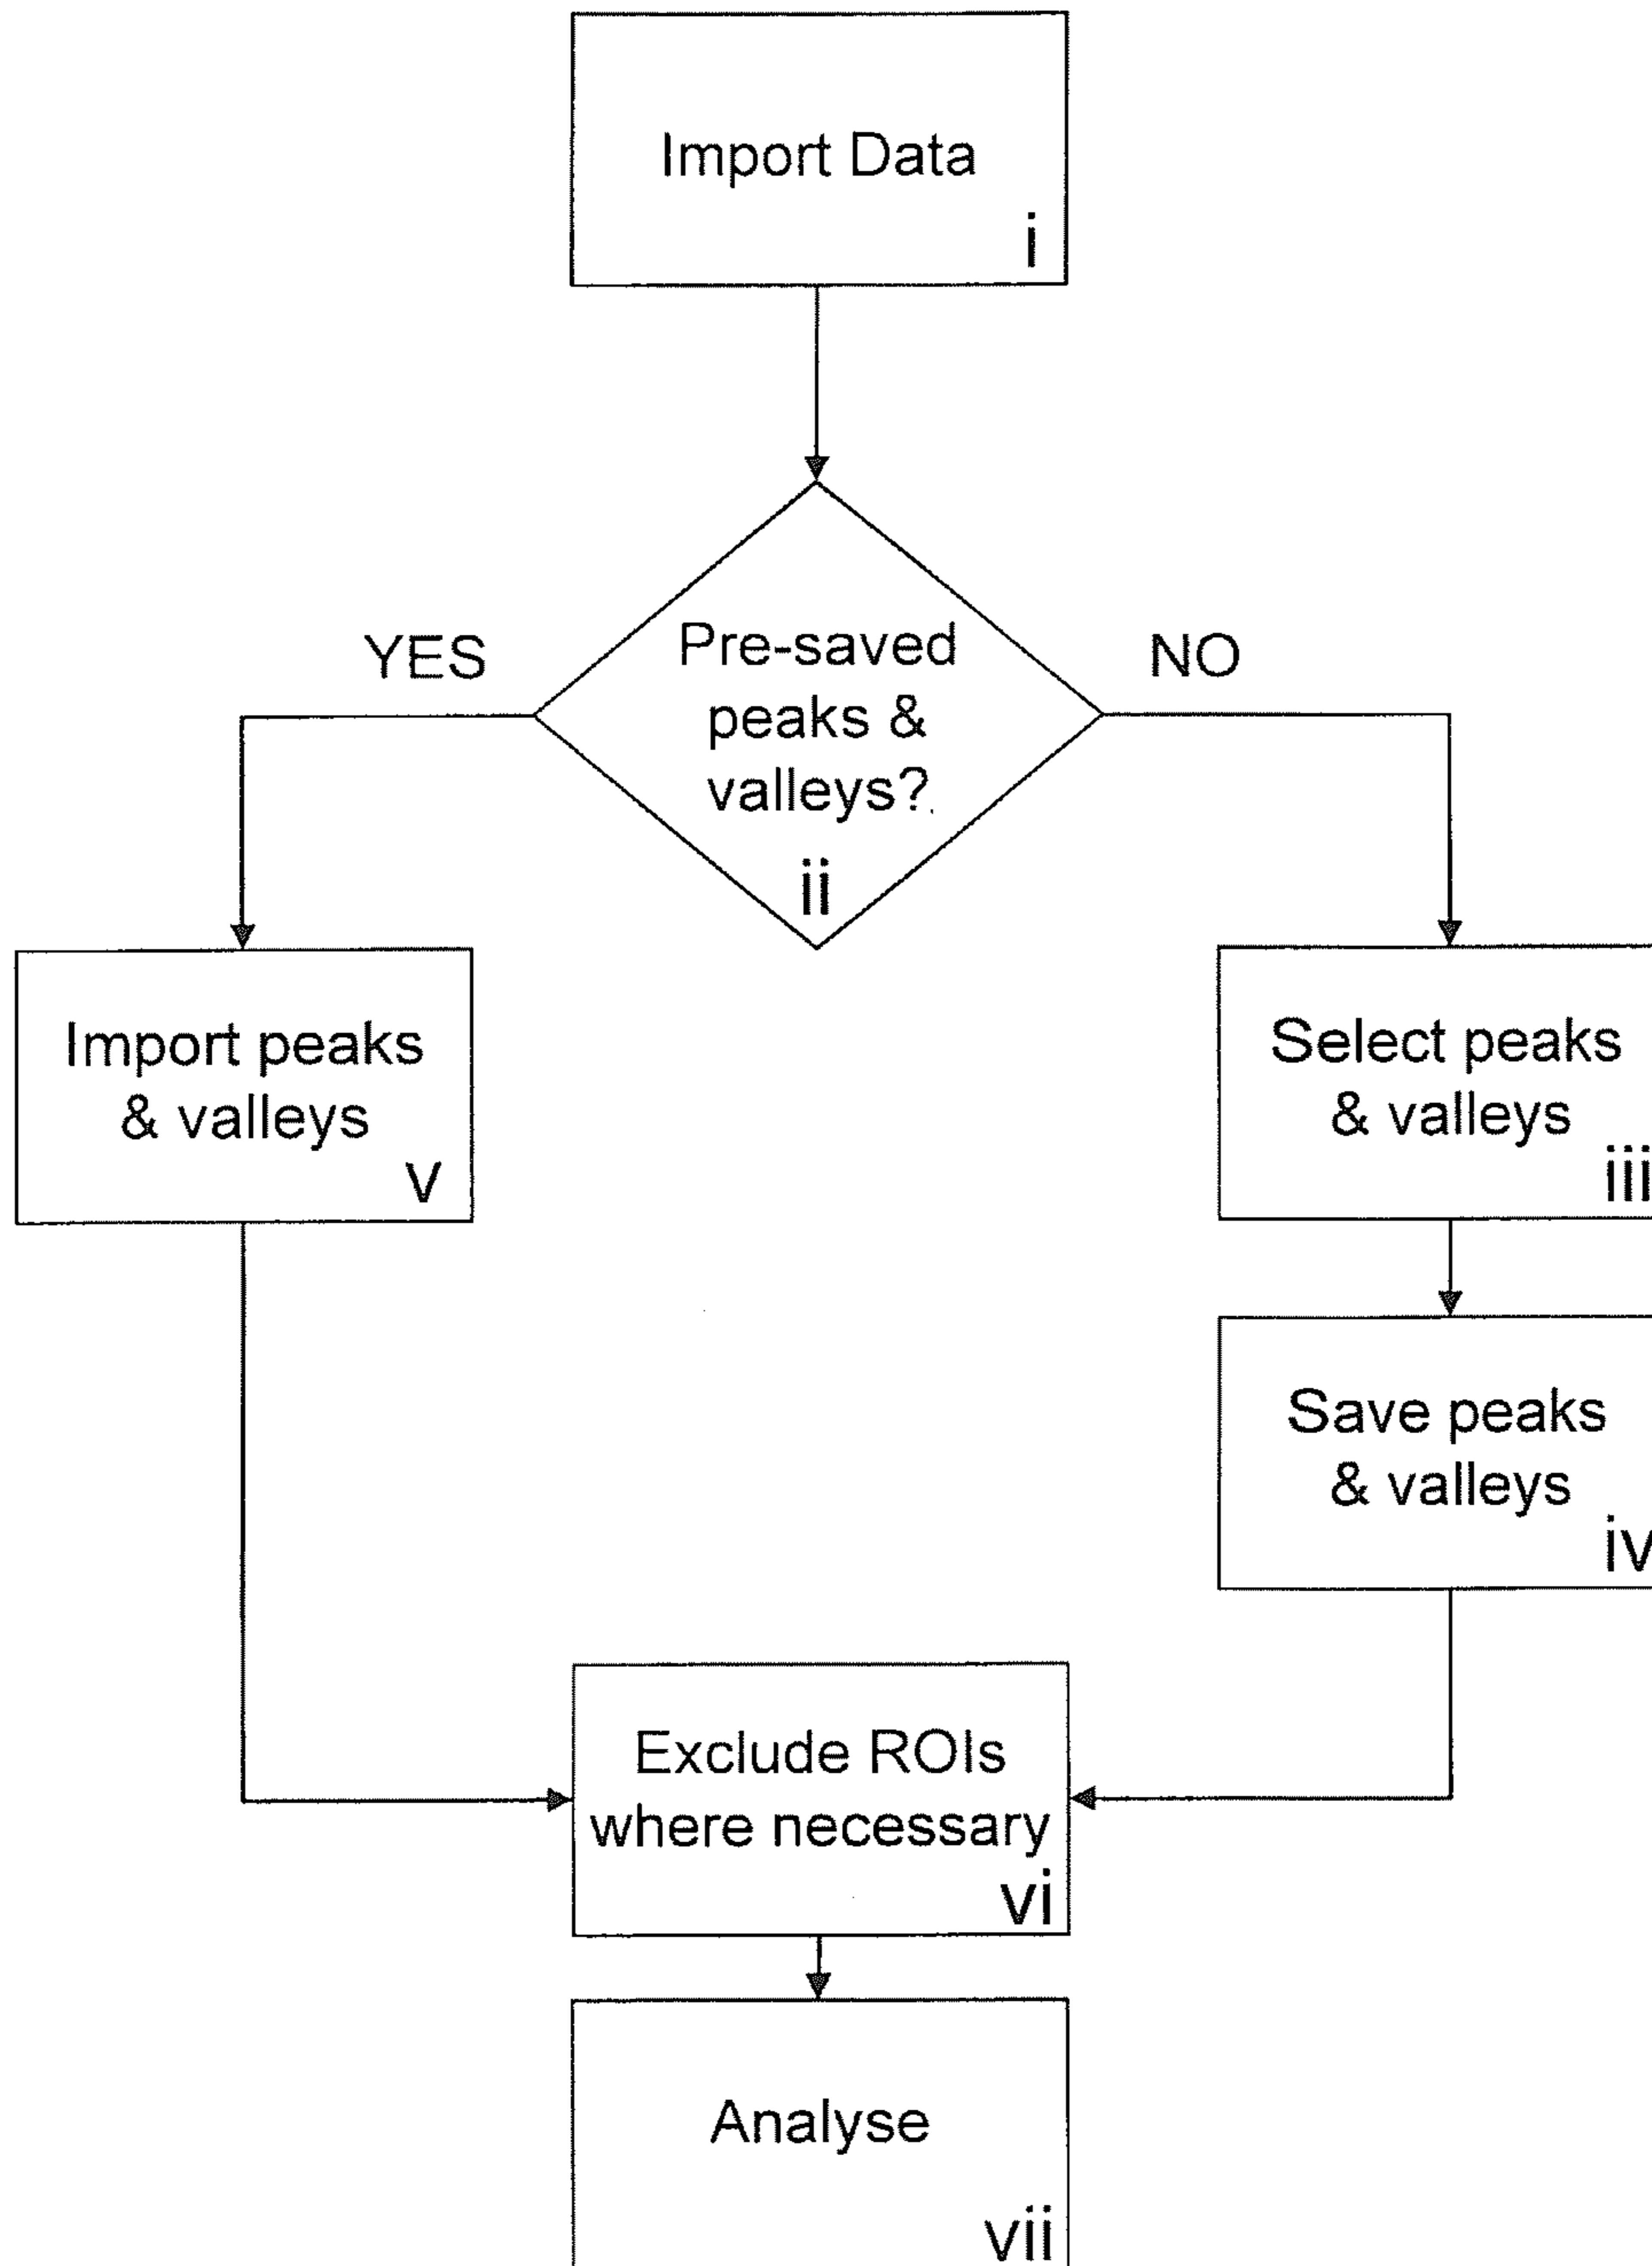 Import Data
i
Pre-saved
peaks &
valleys?
ii
YES
NO
Import peaks
& valleys
v
Select peaks
& valleys
iii
Save peaks
& valleys
iv
Exclude ROIs
where necessary
vi
Analyse
vii